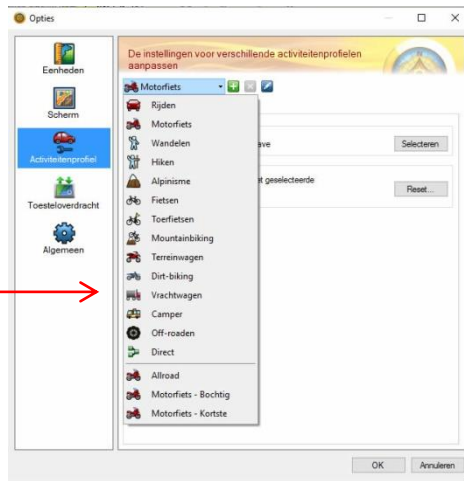 Opties
De instellingen voor verschillende activiteitenprofielen
aanpassen
Eenheden
Scherm
Activiteitenprofiel
Toesteloverdracht
Algemeen
Motorfiets
Rijden
Motorfiets
Wandelen
Hiken
Alpinisme
Fietsen
Toerfietsen
Mountainbiking
Terreinwagen
Dirt-biking
Vrachtwagen
Camper
Off-roaden
Direct
Allroad
Motorfiets - Bochtig
Motorfiets - Kortste
Selecteren
geselecteerde
Reset...
OK Annuleren